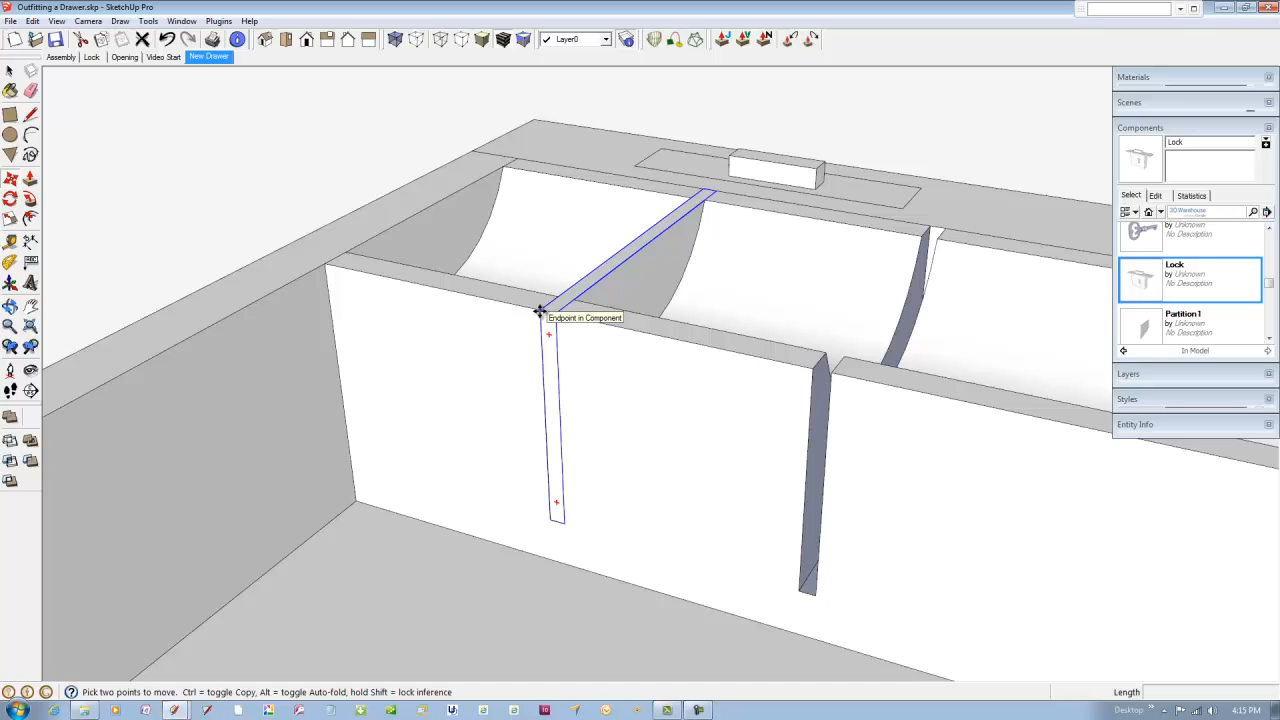 Outfitting a Drawer.skp - SketchUp Pro
File Edit View Camera Draw Tools Window Plugins Help
Layer0
Assembly Lock Opening Video Start New Drawer
Materials
Scenes
Components
Lock
Select Edit Statistics
3D Warehouse
by Unknown
No Description
Lock
by Unknown
No Description
Partition1
by Unknown
No Description
In Model
Layers
Styles
Entity Info
Endpoint in Component
Pick two points to move. Ctrl = toggle Copy, Alt = toggle Auto-fold, hold Shift = lock inference
Length
Desktop
4:15 PM